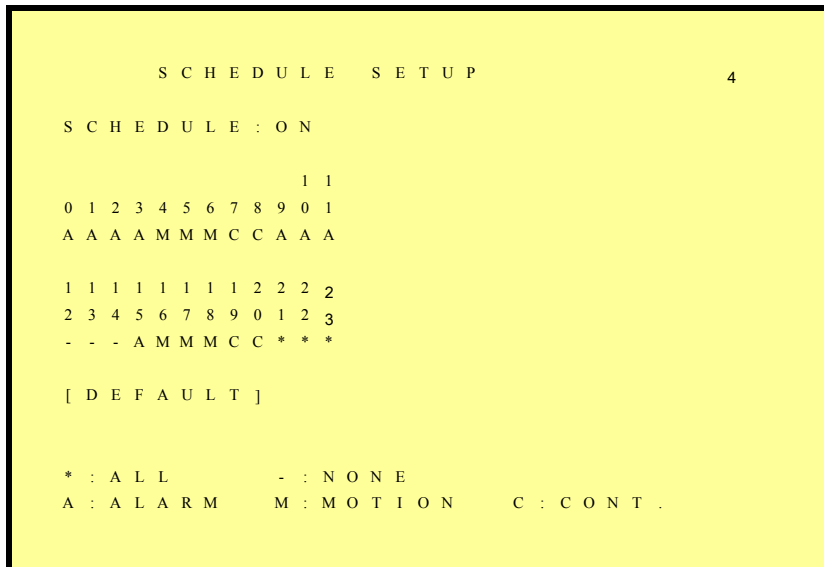 SCHEDULE SETUP 4
SCHEDULE:ON
1 1
0 1 2 3 4 5 6 7 8 9 0 1
A A A A M M M C C A A A
1 1 1 1 1 1 1 1 2 2 2 2
2 3 4 5 6 7 8 9 0 1 2 3
- - - A M M M C C * * *
[DEFAULT]
*:ALL -:NONE
A:ALARM M:MOTION C:CONT.